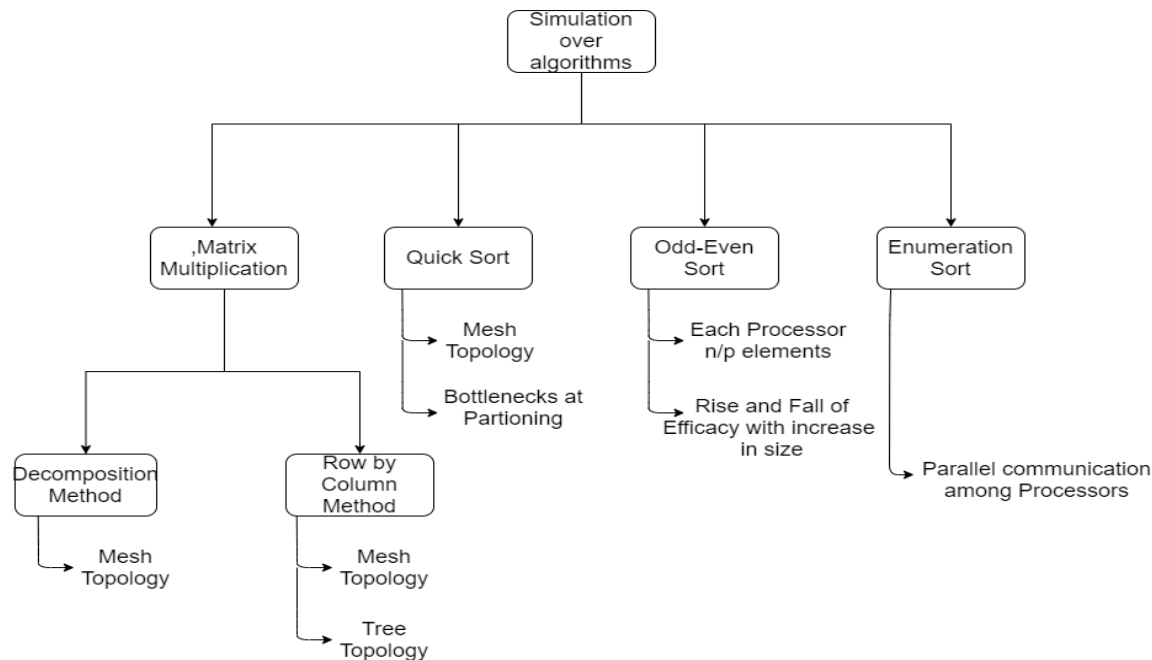 Simulation
over
algorithms
,Matrix
Multiplication
Quick Sort
Odd-Even
Sort
Enumeration
Sort
Mesh
Topology
Bottlenecks at
Partioning
Each Processor
n/p elements
Rise and Fall of
Efficacy with increase
in size
Parallel communication
among Processors
Decomposition
Method
Row by
Column
Method
Mesh
Topology
Mesh
Topology
Tree
Topology